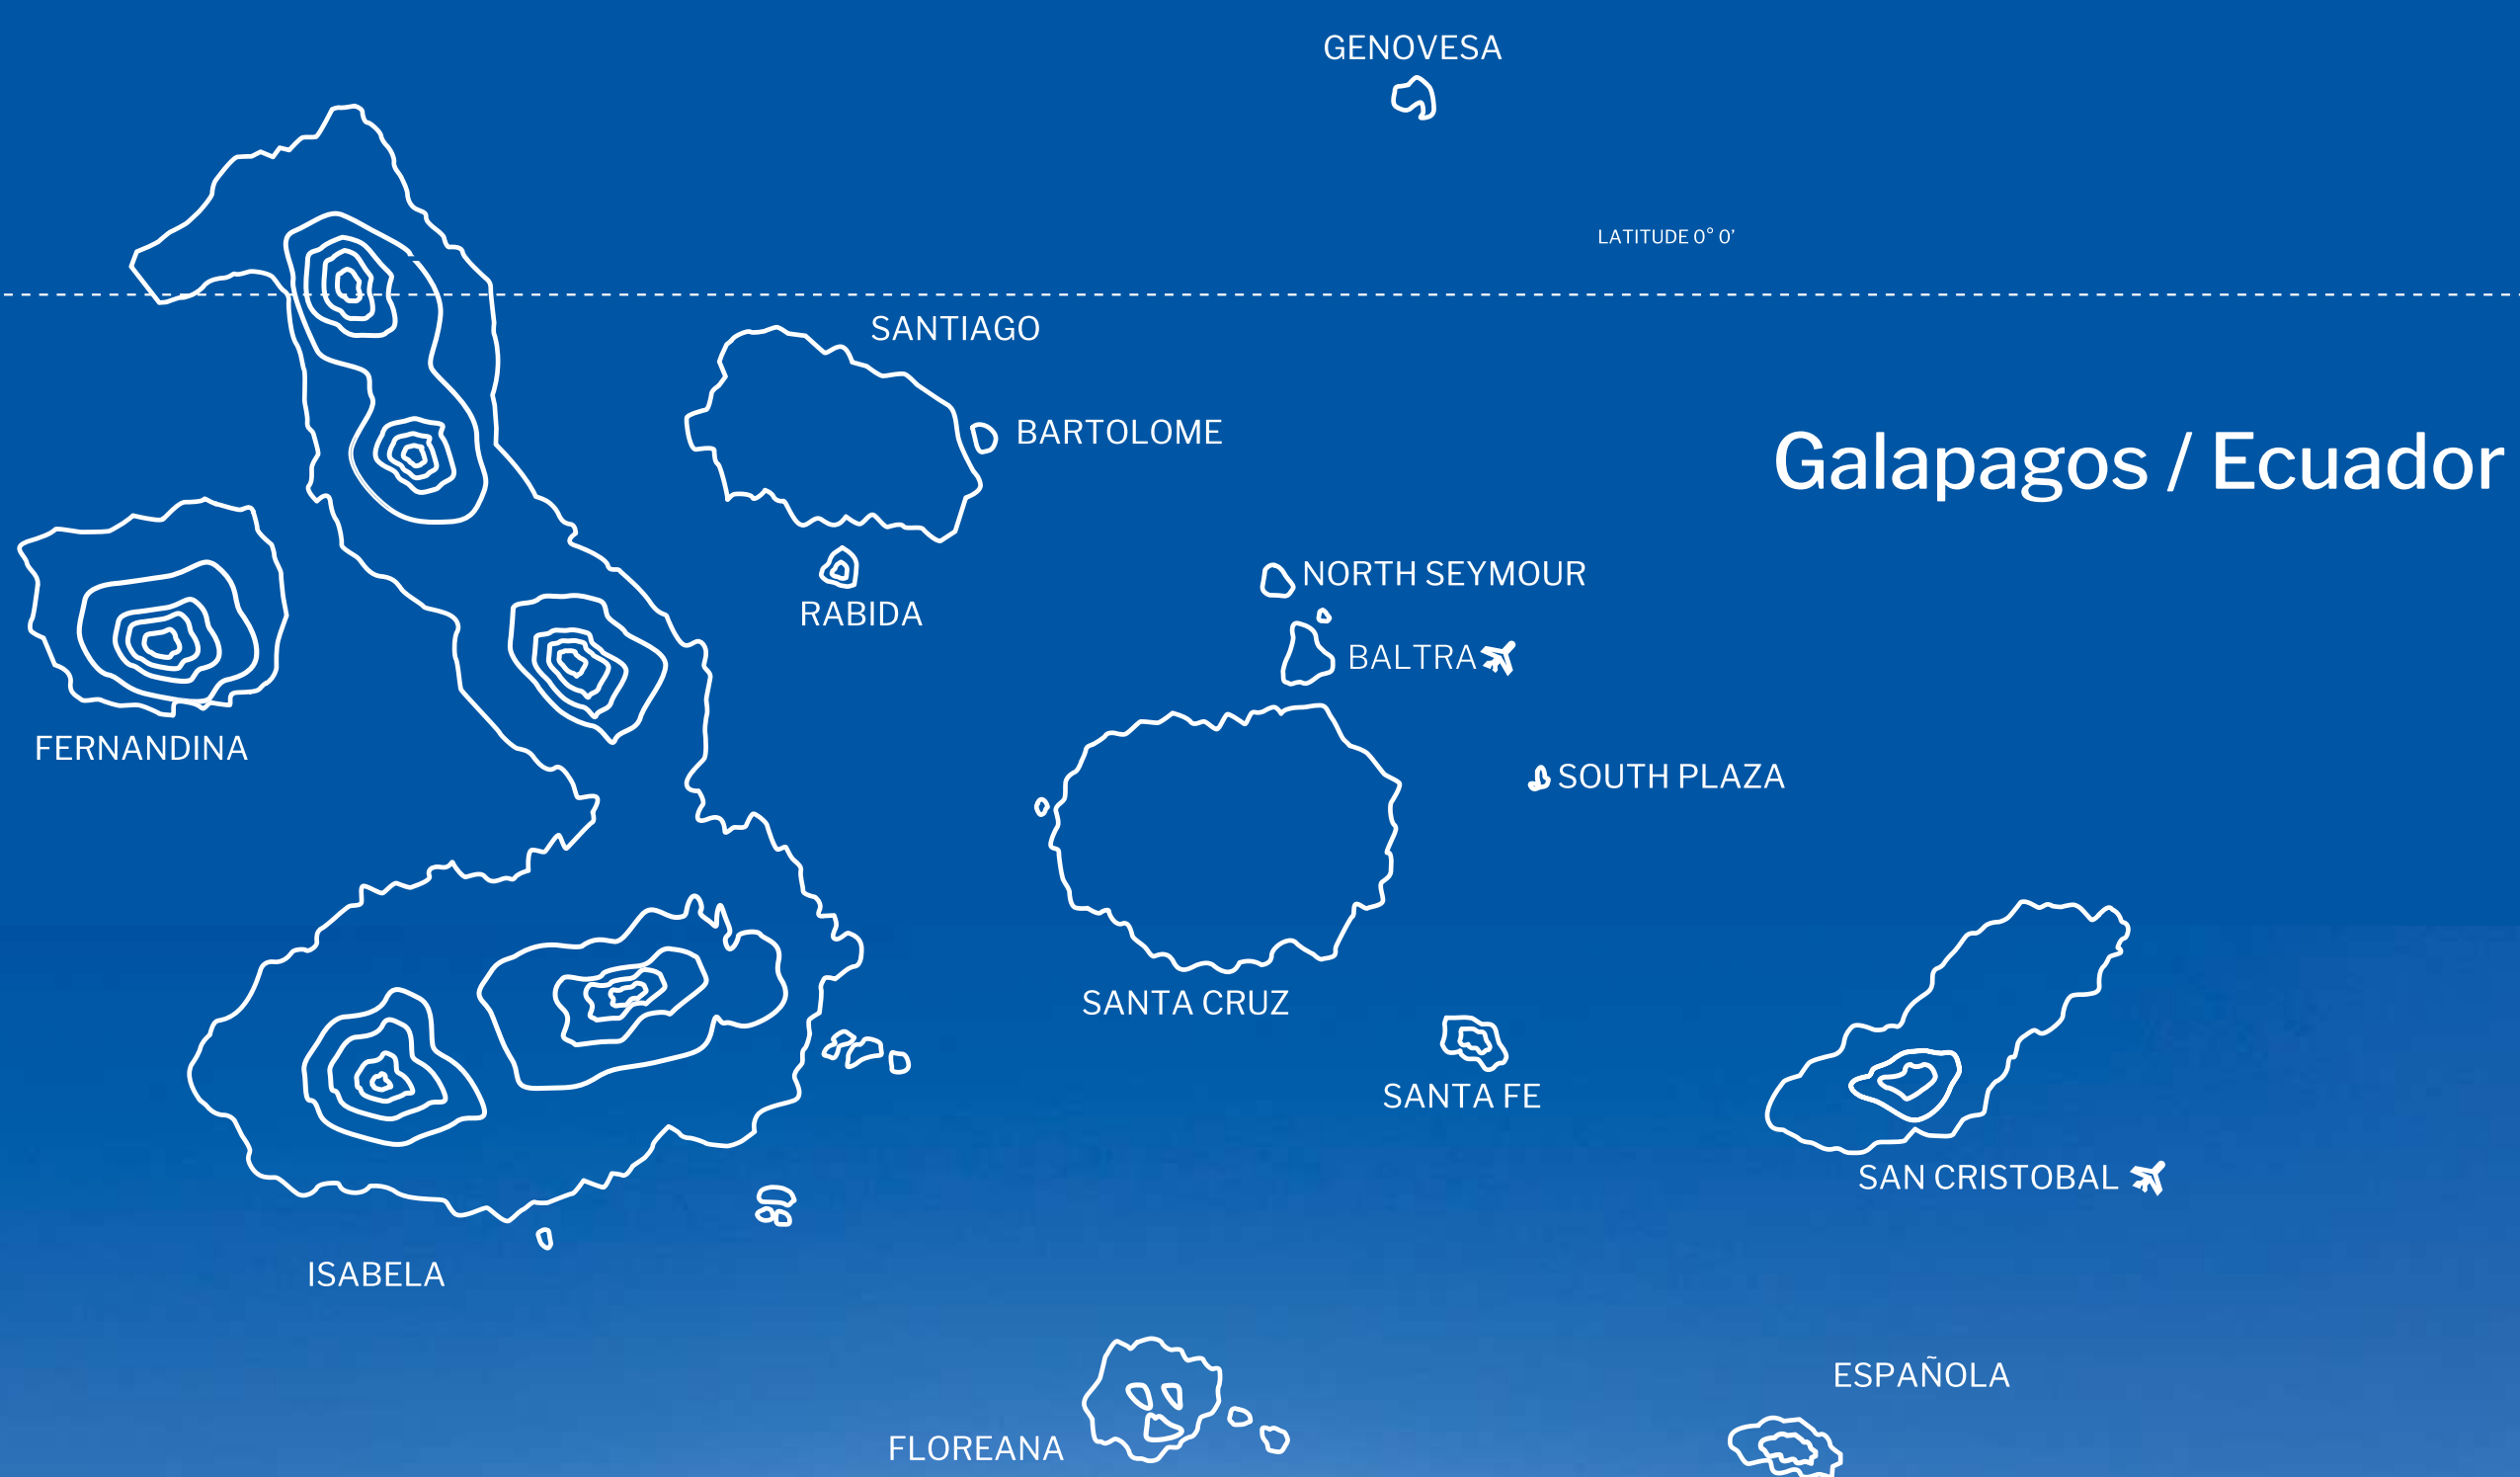 GENOVESA
LATITUDE 0° 0'
SANTIAGO
BARTOLOME
Galapagos / Ecuador
NORTH SEYMOUR
RABIDA
BALTRA
FERNANDINA
SOUTH PLAZA
SANTA CRUZ
SANTA FE
SAN CRISTOBAL
ISABELA
ESPAÑOLA
FLOREANA